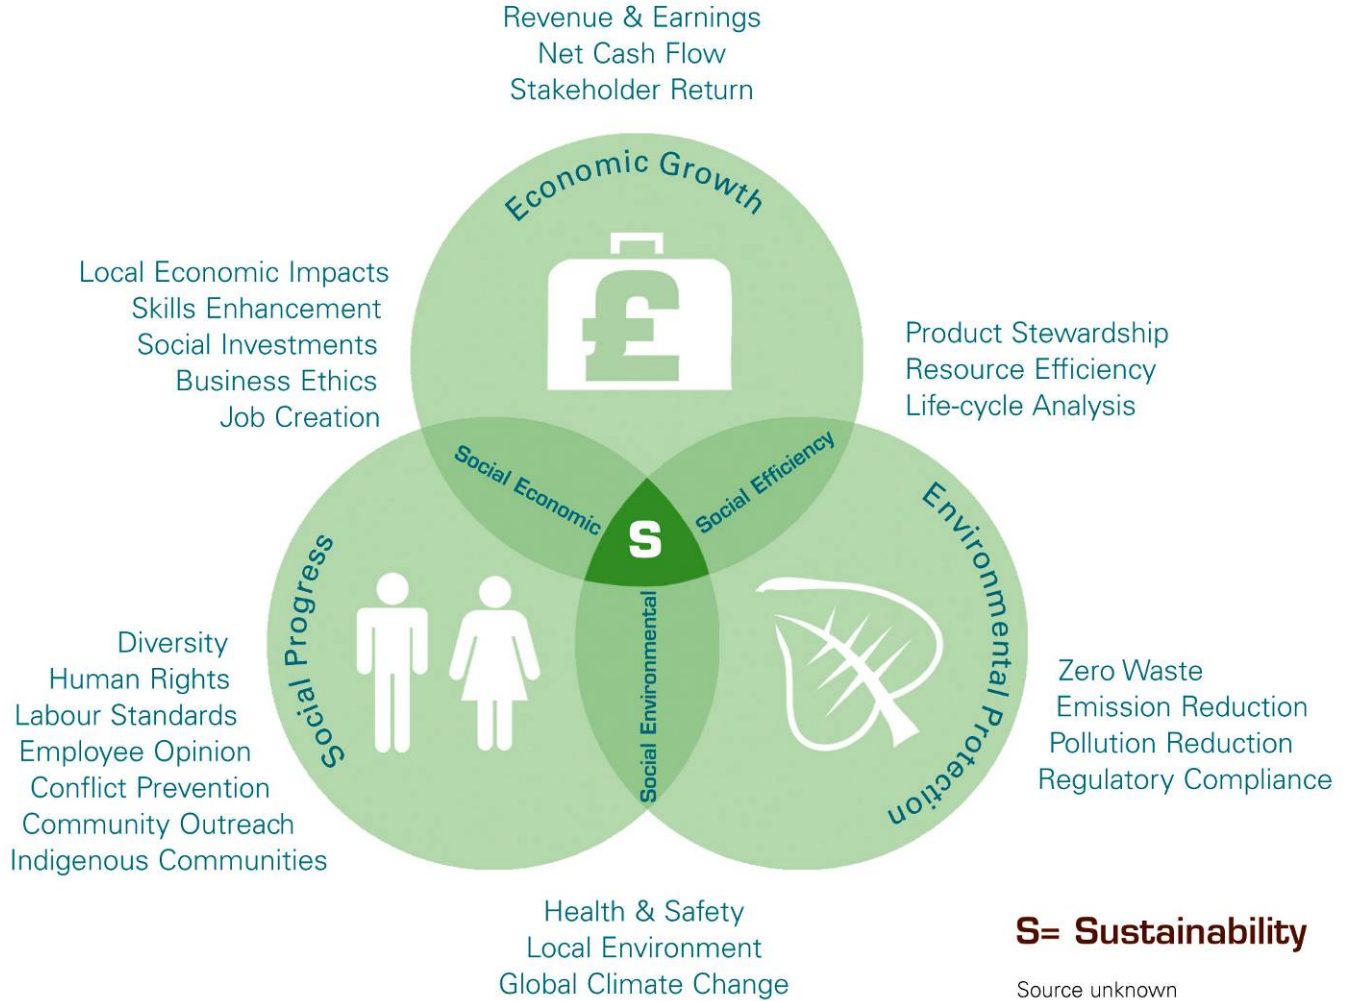 Revenue & Earnings
Net Cash Flow
Stakeholder Return
Economic Growth
£
Local Economic Impacts
Skills Enhancement
Social Investments
Business Ethics
Job Creation
Product Stewardship
Resource Efficiency
Life-cycle Analysis
Social Economic
Social Efficiency
S
Social Environmental
Social Progress
Environmental Protection
Diversity
Human Rights
Labour Standards
Employee Opinion
Conflict Prevention
Community Outreach
Indigenous Communities
Zero Waste
Emission Reduction
Pollution Reduction
Regulatory Compliance
Health & Safety
Local Environment
Global Climate Change
S= Sustainability
Source unknown